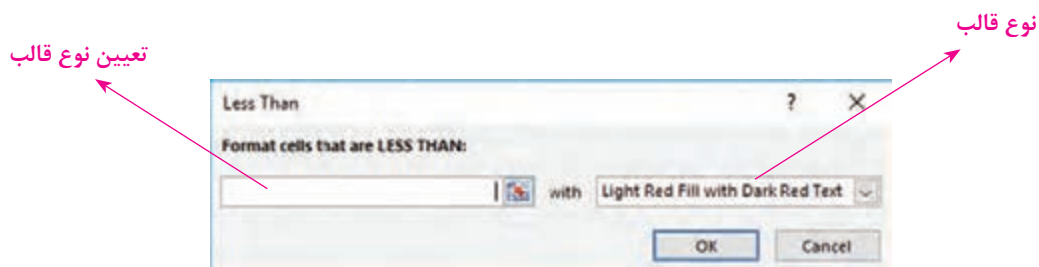 نوع قالب
تعیین نوع قالب
Less Than ? ×
Format cells that are LESS THAN:
with Light Red Fill with Dark Red Text
OK Cancel